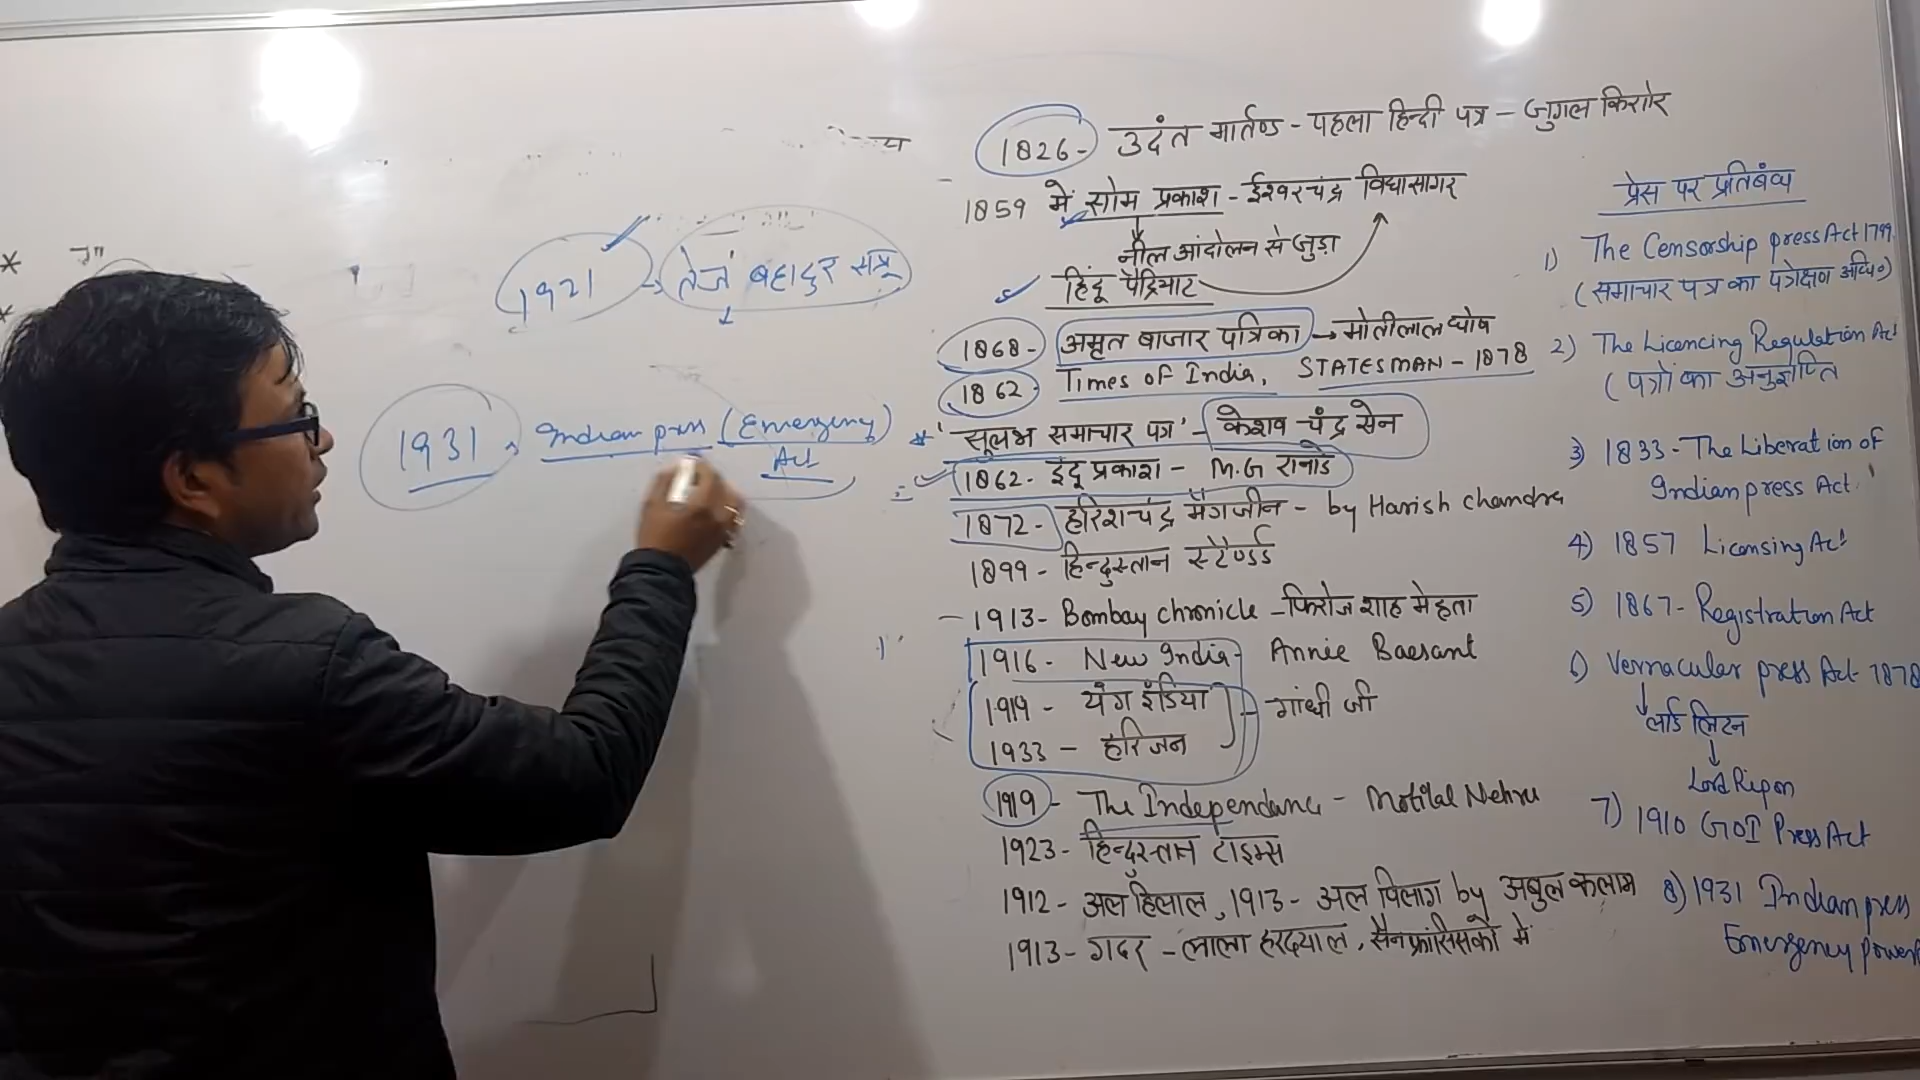 1921 → तेज बहादुर सप्रू
1931 → Indian press (Emergency)
Act
1826 - उदंत मार्तण्ड - पहला हिन्दी पत्र - जुगल किशोर
1859 में सोम प्रकाश - ईश्वरचंद्र विद्यासागर
नील आंदोलन से जुड़ा
हिंदू पैट्रियाट
1868 - अमृत बाजार पत्रिका → मोतीलाल घोष
1862. Times of India, STATESMAN - 1878
* 'सूलभ समाचार पत्र' - केशव चंद्र सेन
1862 - इंदू प्रकाश - M.G रानाडे
1872 - हरिशचंद्र मैगजीन - by Harish chandra
1899 - हिन्दुस्तान स्टैण्डर्ड
- 1913 - Bombay chronicle - फिरोज शाह मेहता
1916 - New India - Annie Baesant
1919 - यंग इंडिया
- गांधी जी
1933 - हरिजन
1919 - The Independance - Motilal Nehru
1923 - हिन्दुस्तान टाइम्स
1912 - अल हिलाल, 1913 - अल विलाग by अबुल कलाम
1913 - गदर - लाला हरदयाल, सैनफ्रांसिसको मे
प्रेस पर प्रतिबंध
1) The Censorship press Act 1799
(समाचार पत्र का पत्रेक्षण अधि०)
2) The Licencing Regulation Act
(पत्रों का अनुज्ञप्ति
3) 1833 - The Liberation of
Indian press Act
4) 1857 Licensing Act
5) 1867 - Registration Act
6) Vernacular press Act - 1878
↓
लार्ड लिटन
↓
Lord Ripon
7) 1910 GOI Press Act
8) 1931 Indian press
Emergency power